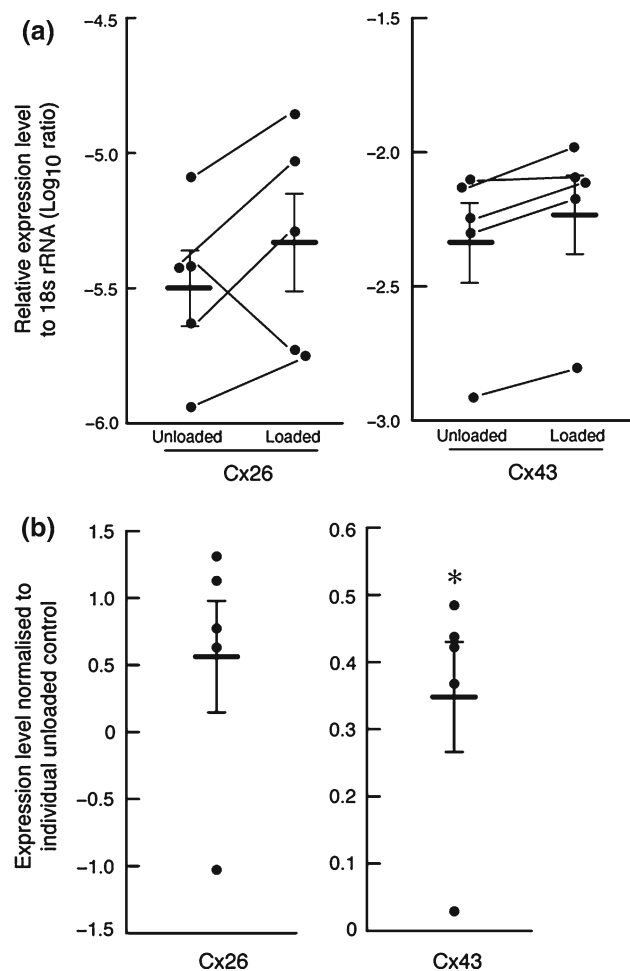 (a)
Relative expression level
to 18s rRNA (Log10 ratio)
−4.5
−5.0
−5.5
−6.0
Unloaded Loaded
Cx26
−1.5
−2.0
−2.5
−3.0
Unloaded Loaded
Cx43
(b)
Expression level normalised to
individual unloaded control
1.5
1.0
0.5
0
−0.5
−1.0
−1.5
Cx26
0.6
0.5
0.4
0.3
0.2
0.1
0
*
Cx43